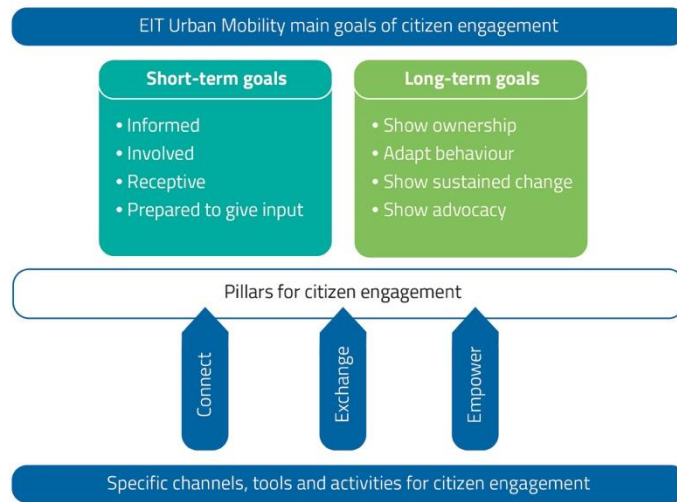 EIT Urban Mobility main goals of citizen engagement
Short-term goals
• Informed
• Involved
• Receptive
• Prepared to give input
Long-term goals
• Show ownership
• Adapt behaviour
• Show sustained change
• Show advocacy
Pillars for citizen engagement
Connect
Exchange
Empower
Specific channels, tools and activities for citizen engagement